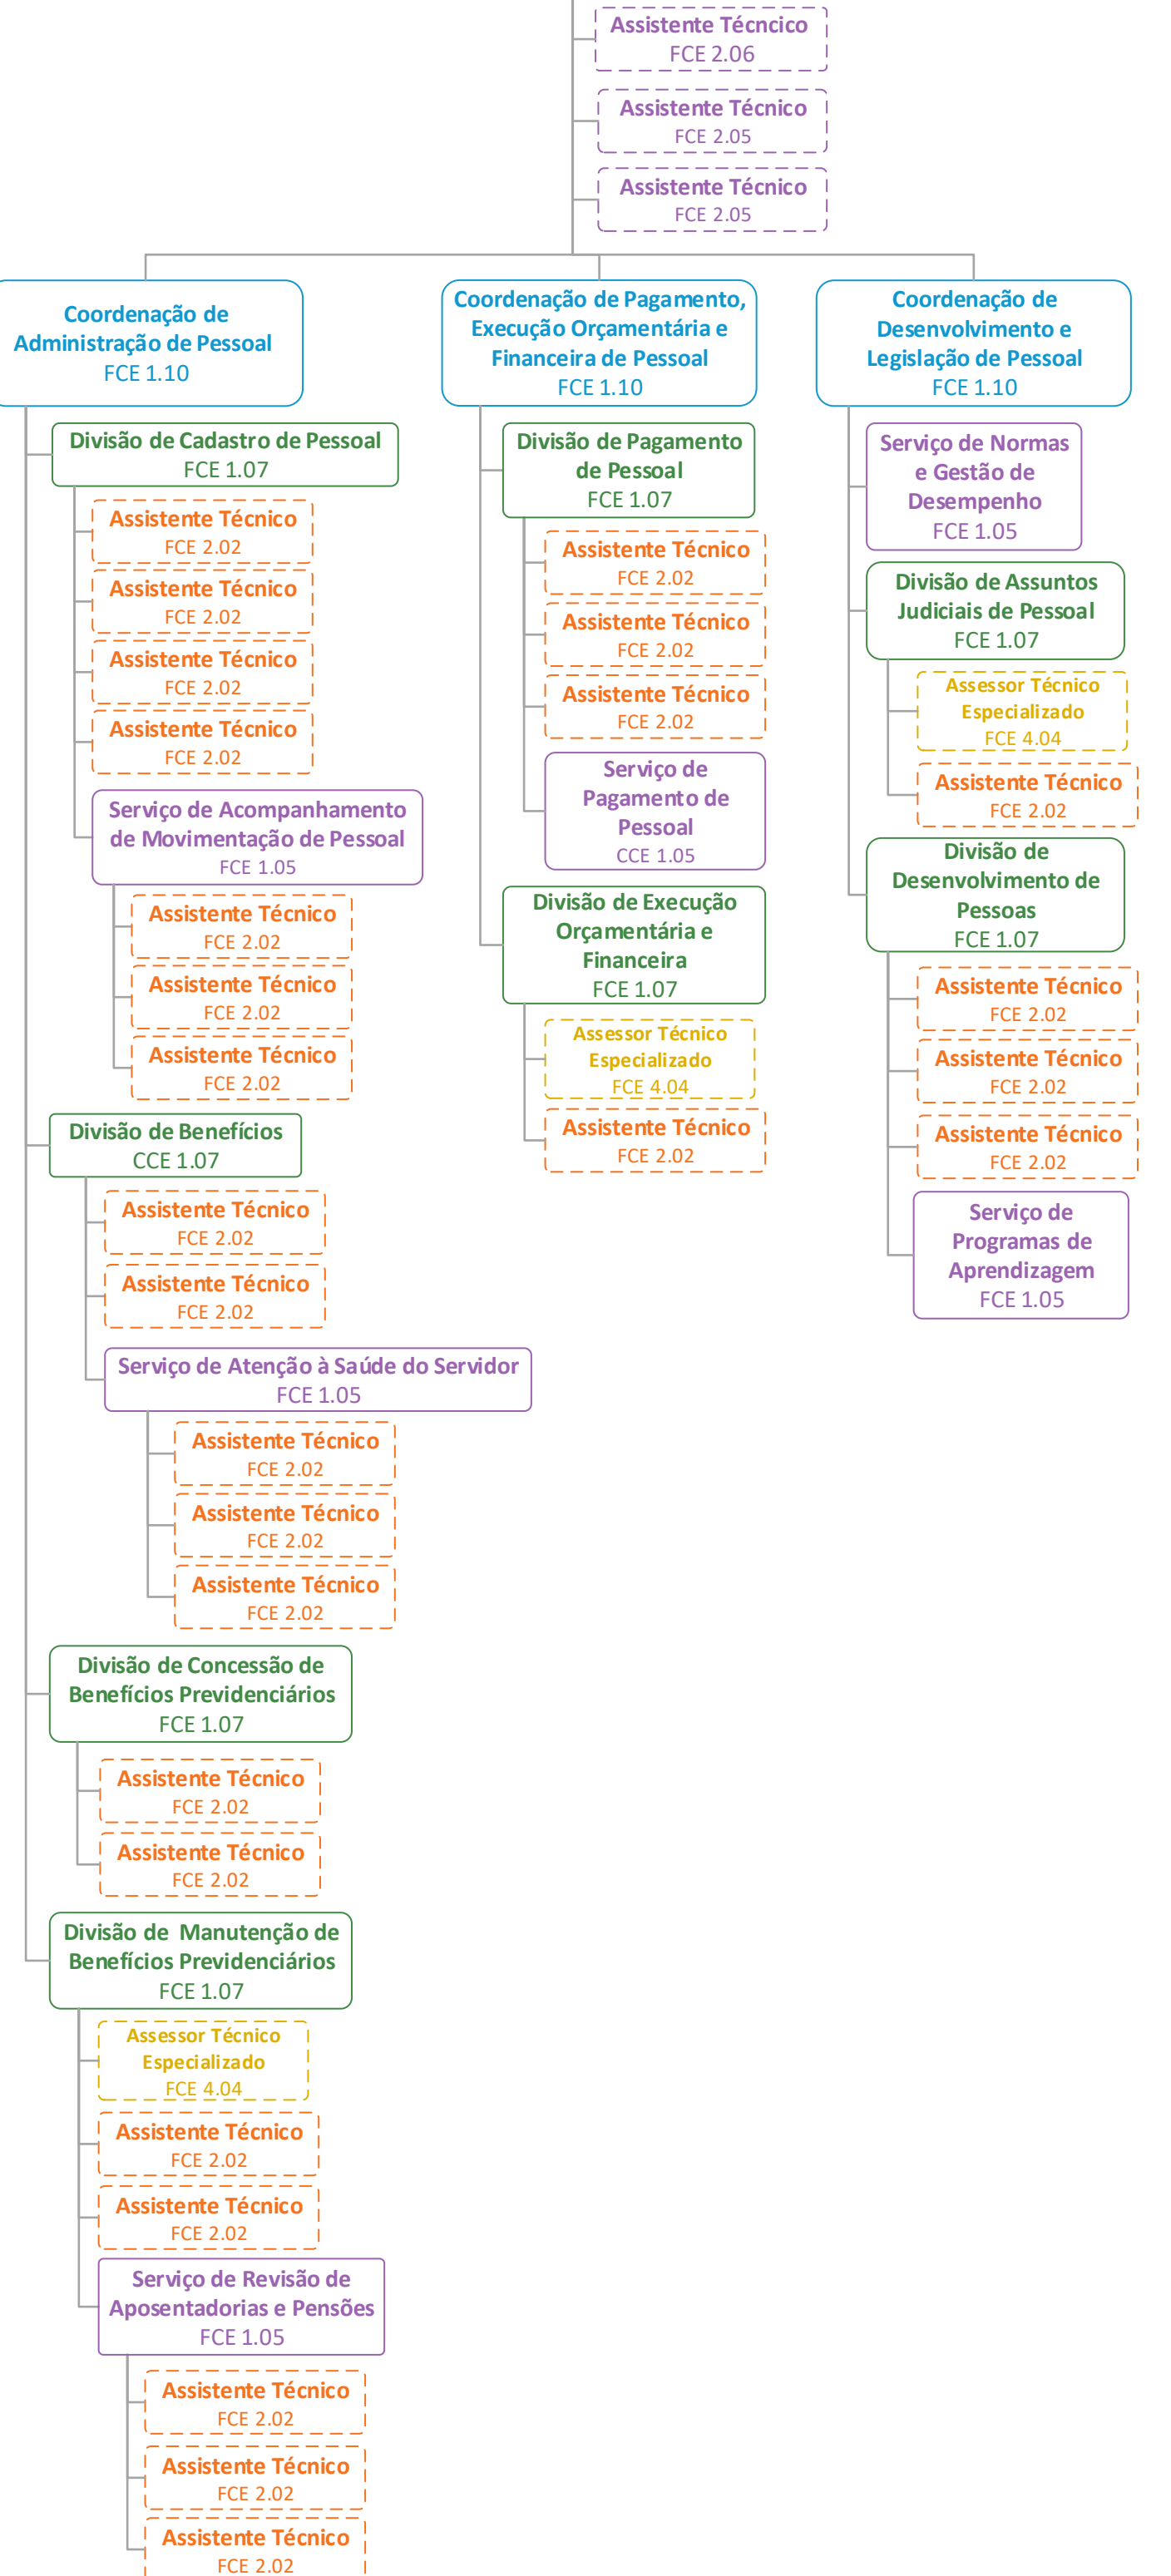 Assistente Técncico
FCE 2.06
Assistente Técnico
FCE 2.05
Assistente Técnico
FCE 2.05
Coordenação de
Administração de Pessoal
FCE 1.10
Divisão de Cadastro de Pessoal
FCE 1.07
Assistente Técnico
FCE 2.02
Assistente Técnico
FCE 2.02
Assistente Técnico
FCE 2.02
Assistente Técnico
FCE 2.02
Serviço de Acompanhamento
de Movimentação de Pessoal
FCE 1.05
Assistente Técnico
FCE 2.02
Assistente Técnico
FCE 2.02
Assistente Técnico
FCE 2.02
Divisão de Benefícios
CCE 1.07
Assistente Técnico
FCE 2.02
Assistente Técnico
FCE 2.02
Serviço de Atenção à Saúde do Servidor
FCE 1.05
Assistente Técnico
FCE 2.02
Assistente Técnico
FCE 2.02
Assistente Técnico
FCE 2.02
Divisão de Concessão de
Benefícios Previdenciários
FCE 1.07
Assistente Técnico
FCE 2.02
Assistente Técnico
FCE 2.02
Divisão de Manutenção de
Benefícios Previdenciários
FCE 1.07
Assessor Técnico
Especializado
FCE 4.04
Assistente Técnico
FCE 2.02
Assistente Técnico
FCE 2.02
Serviço de Revisão de
Aposentadorias e Pensões
FCE 1.05
Assistente Técnico
FCE 2.02
Assistente Técnico
FCE 2.02
Assistente Técnico
FCE 2.02
Coordenação de Pagamento,
Execução Orçamentária e
Financeira de Pessoal
FCE 1.10
Divisão de Pagamento
de Pessoal
FCE 1.07
Assistente Técnico
FCE 2.02
Assistente Técnico
FCE 2.02
Assistente Técnico
FCE 2.02
Serviço de
Pagamento de
Pessoal
CCE 1.05
Divisão de Execução
Orçamentária e
Financeira
FCE 1.07
Assessor Técnico
Especializado
FCE 4.04
Assistente Técnico
FCE 2.02
Coordenação de
Desenvolvimento e
Legislação de Pessoal
FCE 1.10
Serviço de Normas
e Gestão de
Desempenho
FCE 1.05
Divisão de Assuntos
Judiciais de Pessoal
FCE 1.07
Assessor Técnico
Especializado
FCE 4.04
Assistente Técnico
FCE 2.02
Divisão de
Desenvolvimento de
Pessoas
FCE 1.07
Assistente Técnico
FCE 2.02
Assistente Técnico
FCE 2.02
Assistente Técnico
FCE 2.02
Serviço de
Programas de
Aprendizagem
FCE 1.05